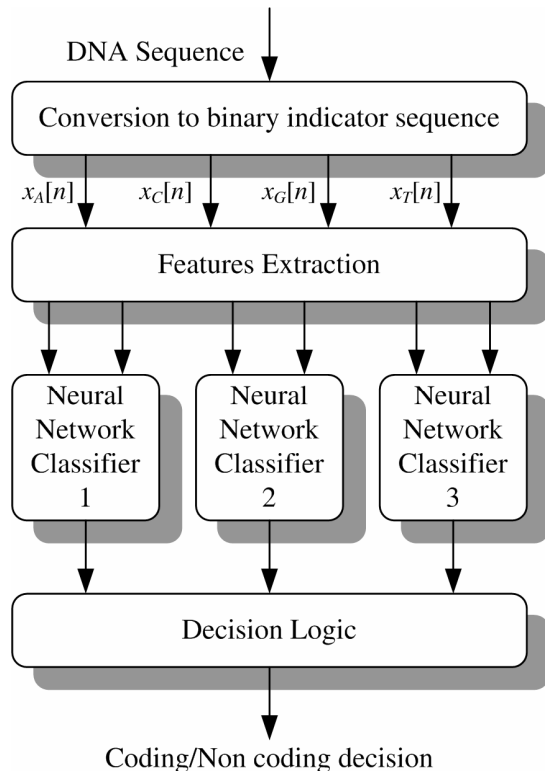 DNA Sequence
Conversion to binary indicator sequence
x_A[n] x_C[n] x_G[n] x_T[n]
Features Extraction
Neural Neural Neural
Network Network Network
Classifier Classifier Classifier
1 2 3
Decision Logic
Coding/Non coding decision